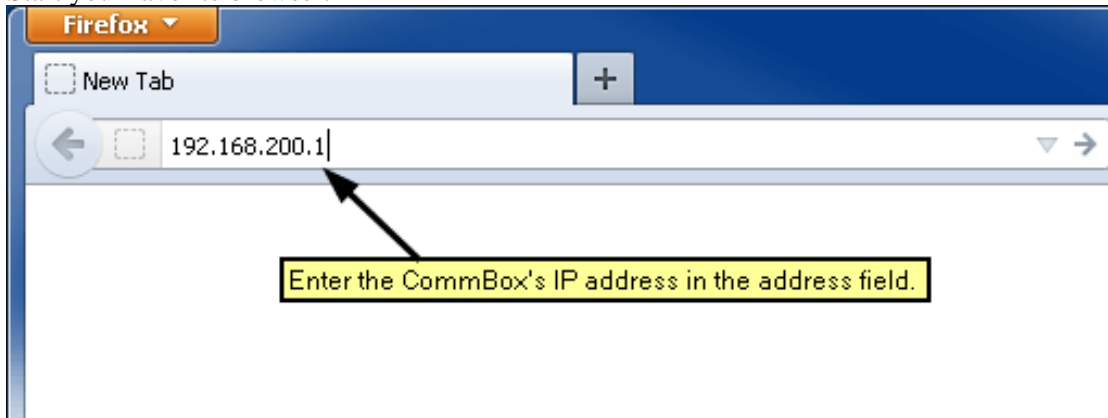 Firefox
New Tab
192.168.200.1
Enter the CommBox's IP address in the address field.